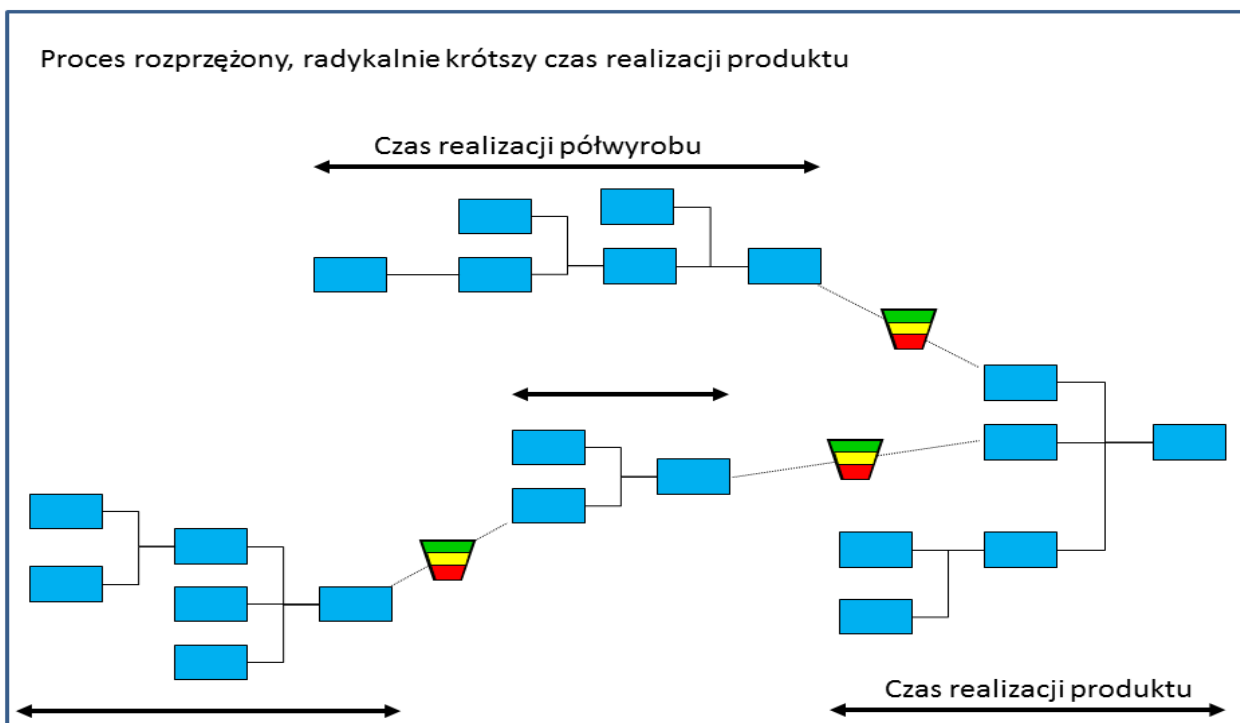 Proces rozprzężony, radykalnie krótszy czas realizacji produktu
Czas realizacji półwyrobu
Czas realizacji produktu